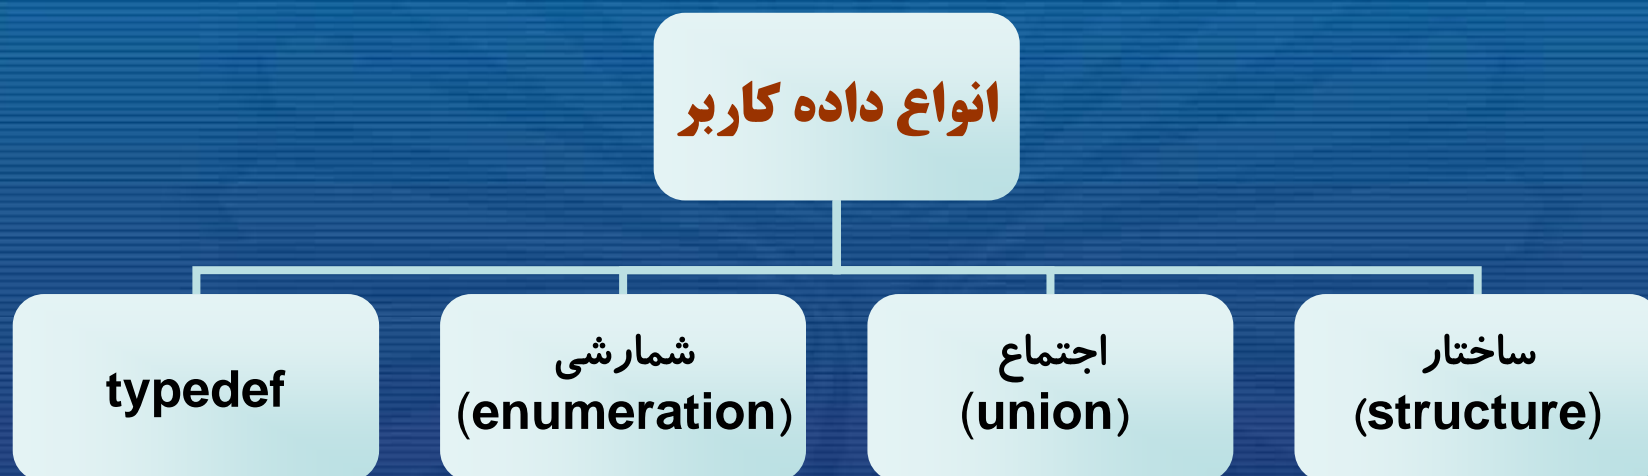 انواع داده کاربر
ساختار
(structure)
اجتماع
(union)
شمارشی
(enumeration)
typedef